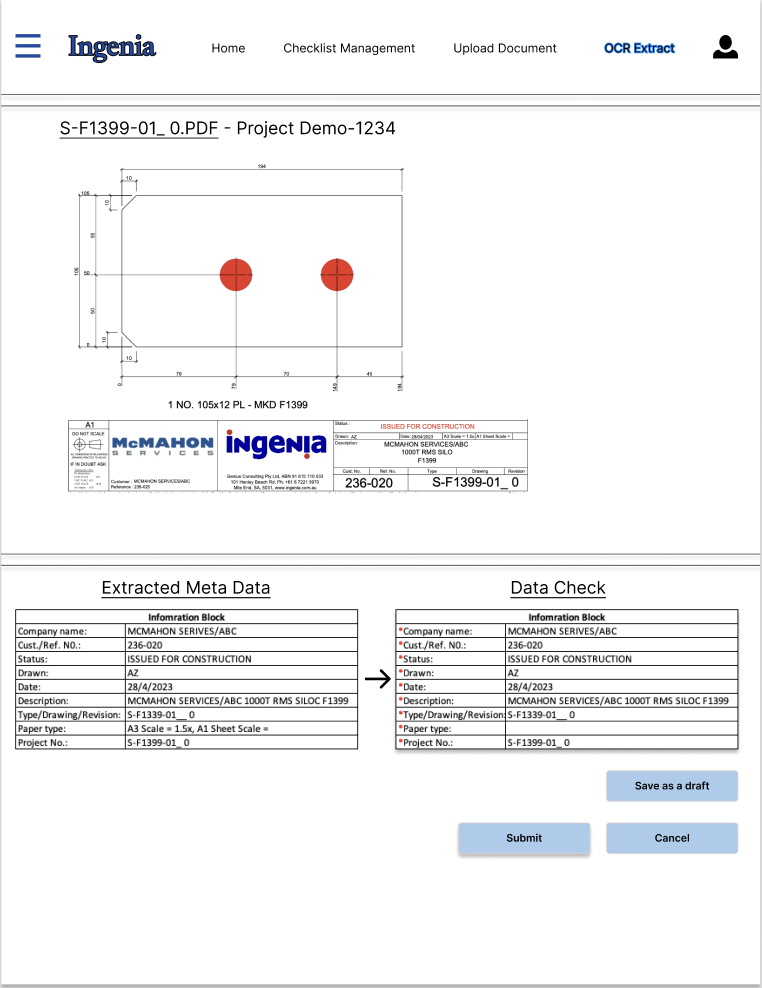 Ingenia Home Checklist Management Upload Document OCR Extract
S-F1399-01_ 0.PDF - Project Demo-1234
194
10
105
10
55
105
50
50
10
0
10
79 70 45
0 79 149 194
1 NO. 105x12 PL - MKD F1399
A1
DO NOT SCALE
IF IN DOUBT ASK
McMAHON
SERVICES
Customer : MCMAHON SERVICES/ABC
Reference : 236-020
ingenia
Genius Consulting Pty Ltd, ABN 91 615 110 033
101 Henley Beach Rd, Ph: +61 8 7221 9970
Mile End, SA, 5031, www.ingenia.com.au
Status : ISSUED FOR CONSTRUCTION
Drawn: AZ Date: 28/04/2023 A3 Scale = 1.5x A1 Sheet Scale =
Description: MCMAHON SERVICES/ABC
1000T RMS SILO
F1399
Cust. No. Ref. No. Type Drawing Revision
236-020 S-F1399-01_ 0
Extracted Meta Data
Infomration Block
Company name: MCMAHON SERIVES/ABC
Cust./Ref. N0.: 236-020
Status: ISSUED FOR CONSTRUCTION
Drawn: AZ
Date: 28/4/2023
Description: MCMAHON SERVICES/ABC 1000T RMS SILOC F1399
Type/Drawing/Revision: S-F1339-01__ 0
Paper type: A3 Scale = 1.5x, A1 Sheet Scale =
Project No.: S-F1399-01_ 0
Data Check
Infomration Block
*Company name: MCMAHON SERIVES/ABC
*Cust./Ref. N0.: 236-020
*Status: ISSUED FOR CONSTRUCTION
*Drawn: AZ
*Date: 28/4/2023
*Description: MCMAHON SERVICES/ABC 1000T RMS SILOC F1399
*Type/Drawing/Revision: S-F1339-01__ 0
*Paper type:
*Project No.: S-F1399-01_ 0
Save as a draft
Submit Cancel